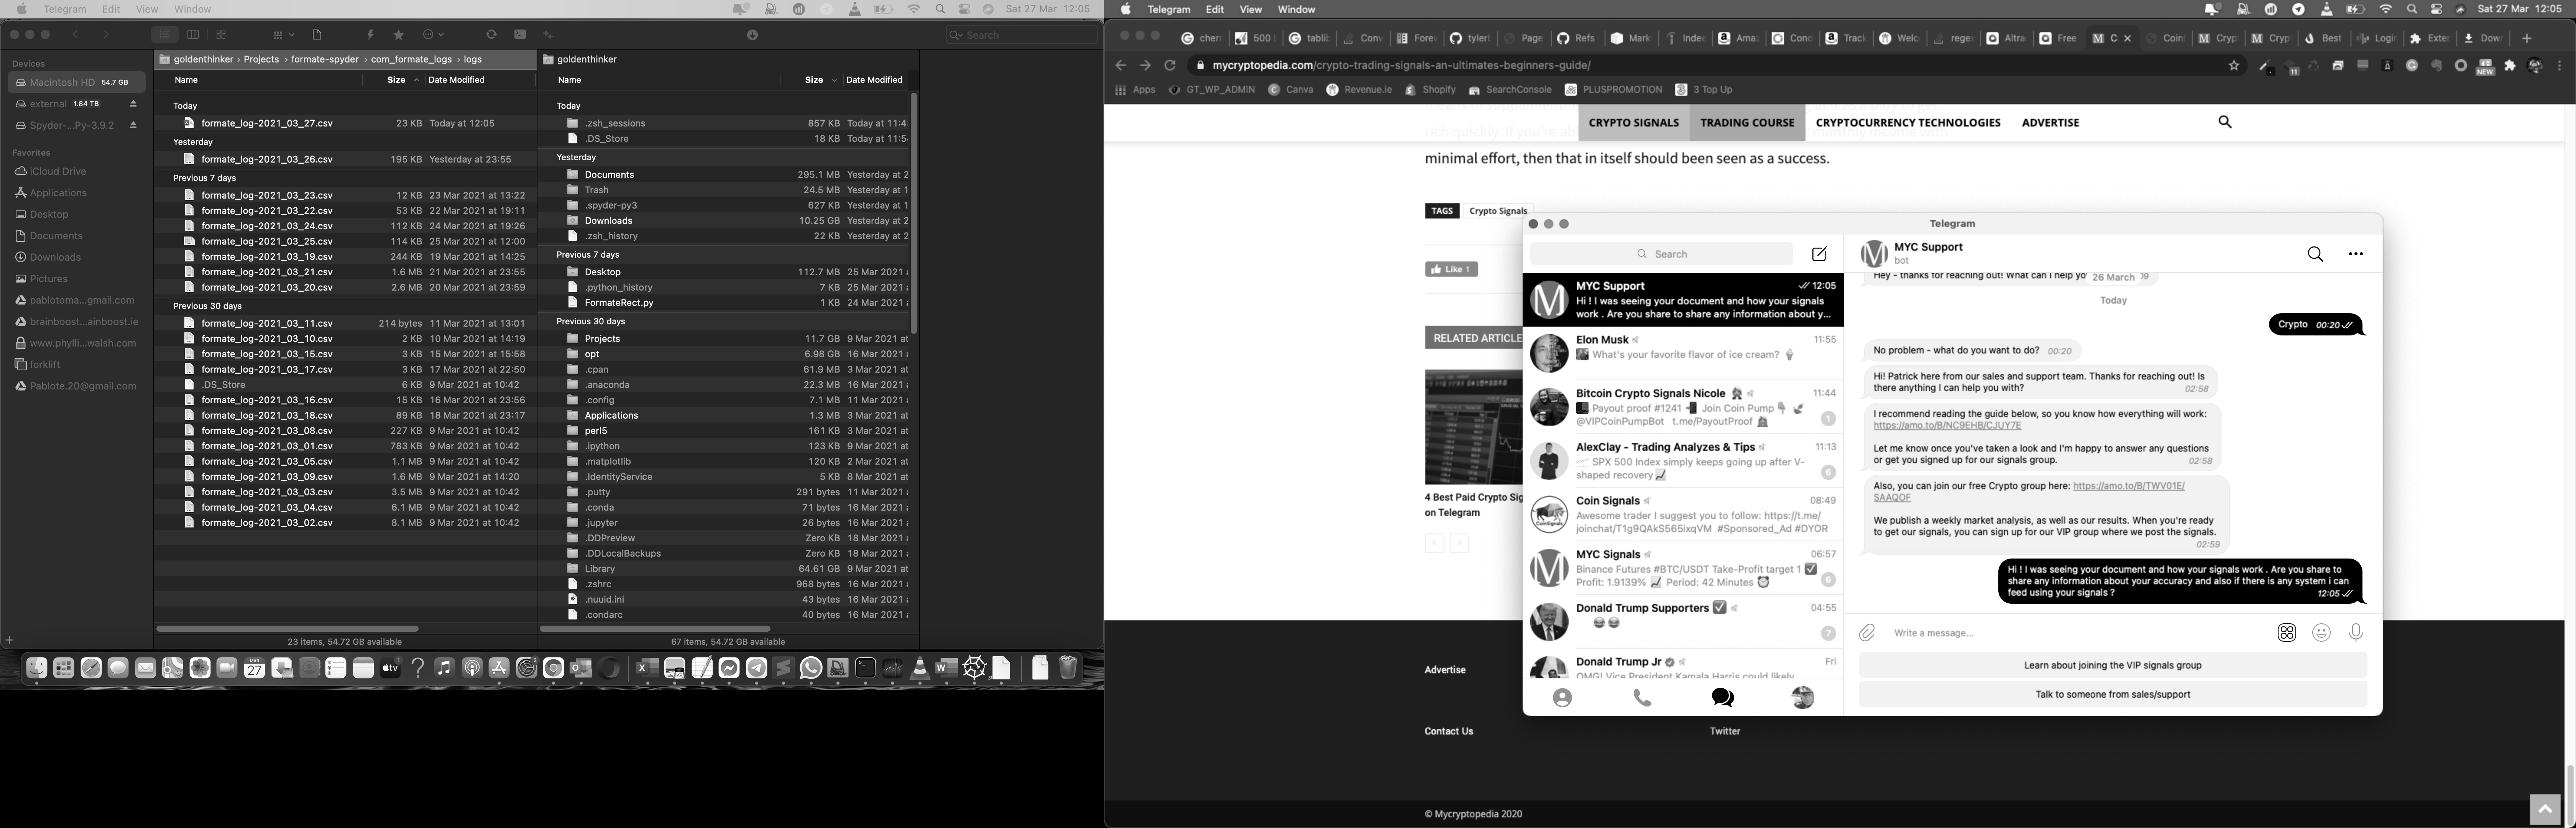 Telegram Edit View Window Sat 27 Mar 12:05
Search
goldenthinker › Projects › formate-spyder › com_formate_logs › logs
Name Size Date Modified
Today
formate_log-2021_03_27.csv 23 KB Today at 12:05
Yesterday
formate_log-2021_03_26.csv 195 KB Yesterday at 23:55
Previous 7 days
formate_log-2021_03_23.csv 12 KB 23 Mar 2021 at 13:22
formate_log-2021_03_22.csv 53 KB 22 Mar 2021 at 19:11
formate_log-2021_03_24.csv 112 KB 24 Mar 2021 at 19:26
formate_log-2021_03_25.csv 114 KB 25 Mar 2021 at 12:00
formate_log-2021_03_19.csv 244 KB 19 Mar 2021 at 14:25
formate_log-2021_03_21.csv 1.6 MB 21 Mar 2021 at 23:55
formate_log-2021_03_20.csv 2.6 MB 20 Mar 2021 at 23:59
Previous 30 days
formate_log-2021_03_11.csv 214 bytes 11 Mar 2021 at 13:01
formate_log-2021_03_10.csv 2 KB 10 Mar 2021 at 14:19
formate_log-2021_03_15.csv 3 KB 15 Mar 2021 at 15:58
formate_log-2021_03_17.csv 3 KB 17 Mar 2021 at 22:50
.DS_Store 6 KB 9 Mar 2021 at 10:42
formate_log-2021_03_16.csv 15 KB 16 Mar 2021 at 23:56
formate_log-2021_03_18.csv 89 KB 18 Mar 2021 at 23:17
formate_log-2021_03_08.csv 227 KB 9 Mar 2021 at 10:42
formate_log-2021_03_01.csv 783 KB 9 Mar 2021 at 10:42
formate_log-2021_03_05.csv 1.1 MB 9 Mar 2021 at 10:42
formate_log-2021_03_09.csv 1.6 MB 9 Mar 2021 at 14:20
formate_log-2021_03_03.csv 3.5 MB 9 Mar 2021 at 10:42
formate_log-2021_03_04.csv 6.1 MB 9 Mar 2021 at 10:42
formate_log-2021_03_02.csv 8.1 MB 9 Mar 2021 at 10:42
23 items, 54.72 GB available
Devices
Macintosh HD 54.7 GB
external 1.84 TB
Spyder-...Py-3.9.2
Favorites
iCloud Drive
Applications
Desktop
Documents
Downloads
Pictures
pablotoma...gmail.com
brainboost...ainboost.ie
www.phylli...walsh.com
forklift
Pablote.20@gmail.com
goldenthinker
Name Size Date Modified
Today
.zsh_sessions 857 KB Today at 11:4
.DS_Store 18 KB Today at 11:5
Yesterday
Documents 295.1 MB Yesterday at 2
Trash 24.5 MB Yesterday at 1
.spyder-py3 627 KB Yesterday at 1
Downloads 10.25 GB Yesterday at 2
.zsh_history 22 KB Yesterday at 2
Previous 7 days
Desktop 112.7 MB 25 Mar 2021
.python_history 7 KB 25 Mar 2021
FormateRect.py 1 KB 24 Mar 2021
Previous 30 days
Projects 11.7 GB 9 Mar 2021 at
opt 6.98 GB 16 Mar 2021
.cpan 61.9 MB 3 Mar 2021 at
.anaconda 22.3 MB 16 Mar 2021
.config 7.1 MB 11 Mar 2021
Applications 1.3 MB 3 Mar 2021 at
perl5 161 KB 3 Mar 2021 at
.ipython 123 KB 9 Mar 2021 at
.matplotlib 120 KB 2 Mar 2021 at
.IdentityService 5 KB 8 Mar 2021 at
.putty 291 bytes 11 Mar 2021
.conda 71 bytes 16 Mar 2021
.jupyter 26 bytes 16 Mar 2021
.DDPreview Zero KB 18 Mar 2021
.DDLocalBackups Zero KB 18 Mar 2021
Library 64.61 GB 9 Mar 2021 at
.zshrc 968 bytes 16 Mar 2021
.nuuid.ini 43 bytes 16 Mar 2021
.condarc 40 bytes 16 Mar 2021
67 items, 54.72 GB available
MAR 27
Telegram Edit View Window Sat 27 Mar 12:05
mycryptopedia.com/crypto-trading-signals-an-ultimates-beginners-guide/
Apps GT_WP_ADMIN Canva Revenue.ie Shopify SearchConsole PLUSPROMOTION 3 Top Up
CRYPTO SIGNALS TRADING COURSE CRYPTOCURRENCY TECHNOLOGIES ADVERTISE
minimal effort, then that in itself should been seen as a success.
TAGS Crypto Signals
Like 1
RELATED ARTICLE
4 Best Paid Crypto Sig
on Telegram
Advertise
Contact Us
Twitter
© Mycryptopedia 2020
Telegram
Search
MYC Support 12:05
Hi ! I was seeing your document and how your signals
work . Are you share to share any information about y...
Elon Musk 11:55
What's your favorite flavor of ice cream?
Bitcoin Crypto Signals Nicole 11:44
Payout proof #1241 Join Coin Pump
@VIPCoinPumpBot t.me/PayoutProof 1
AlexClay - Trading Analyzes & Tips 11:13
SPX 500 Index simply keeps going up after V-
shaped recovery 6
Coin Signals 08:49
Awesome trader I suggest you to follow: https://t.me/
joinchat/T1g9QAkS565ixqVM #Sponsored_Ad #DYOR
MYC Signals 06:57
Binance Futures #BTC/USDT Take-Profit target 1
Profit: 1.9139% Period: 42 Minutes 6
Donald Trump Supporters 04:55
7
Donald Trump Jr Fri
OMG! Vice President Kamala Harris could likely
MYC Support
bot
Hey - thanks for reaching out! What can I help yo
26 March
Today
Crypto 00:20
No problem - what do you want to do? 00:20
Hi! Patrick here from our sales and support team. Thanks for reaching out! Is
there anything I can help you with? 02:58
I recommend reading the guide below, so you know how everything will work:
https://amo.to/B/NC9EHB/CJUY7E
Let me know once you've taken a look and I'm happy to answer any questions
or get you signed up for our signals group. 02:58
Also, you can join our free Crypto group here: https://amo.to/B/TWV01E/
SAAQOF
We publish a weekly market analysis, as well as our results. When you're ready
to get our signals, you can sign up for our VIP group where we post the signals.
02:59
Hi ! I was seeing your document and how your signals work . Are you share to
share any information about your accuracy and also if there is any system i can
feed using your signals ? 12:05
Write a message...
Learn about joining the VIP signals group
Talk to someone from sales/support